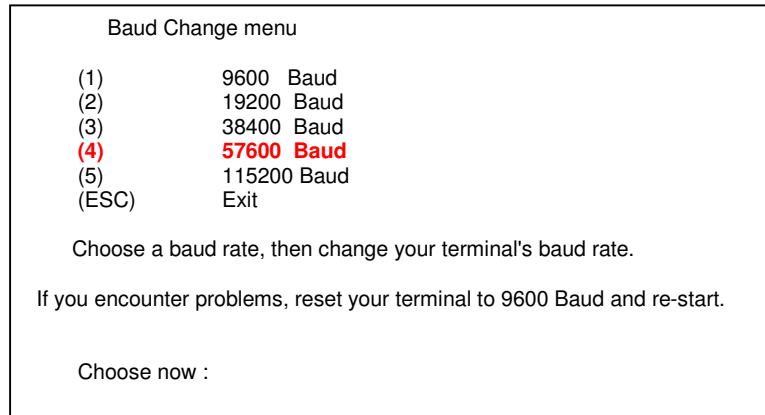 Baud Change menu
(1) 9600 Baud
(2) 19200 Baud
(3) 38400 Baud
(4) 57600 Baud
(5) 115200 Baud
(ESC) Exit
Choose a baud rate, then change your terminal's baud rate.
If you encounter problems, reset your terminal to 9600 Baud and re-start.
Choose now :